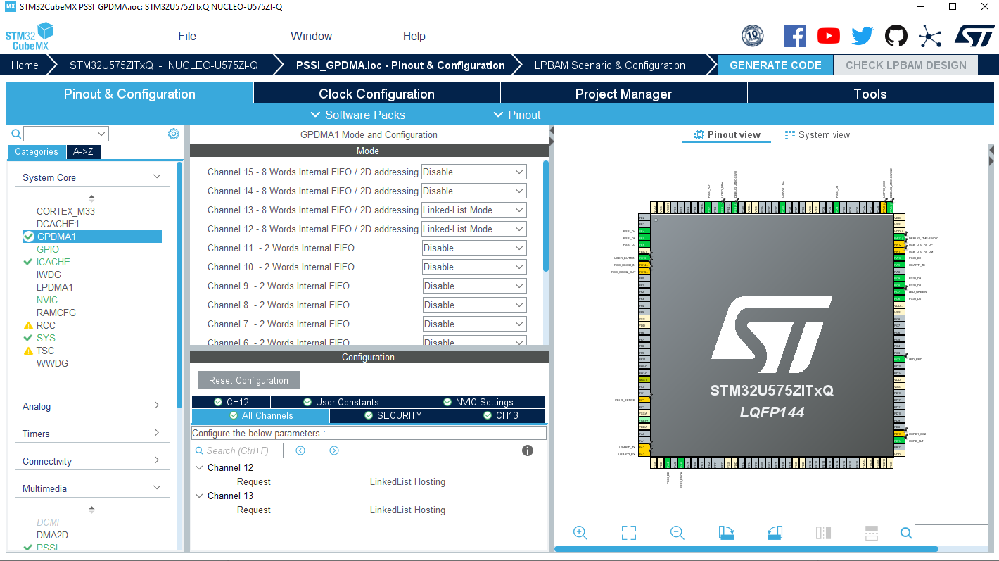 MX STM32CubeMX PSSI_GPDMA.ioc: STM32U575ZITxQ NUCLEO-U575ZI-Q
STM32 CubeMX
File Window Help
10 YEARS
Home STM32U575ZITxQ - NUCLEO-U575ZI-Q PSSI_GPDMA.ioc - Pinout & Configuration LPBAM Scenario & Configuration GENERATE CODE CHECK LPBAM DESIGN
Pinout & Configuration Clock Configuration Project Manager Tools
Software Packs Pinout
Categories A->Z
System Core
CORTEX_M33
DCACHE1
GPDMA1
GPIO
ICACHE
IWDG
LPDMA1
NVIC
RAMCFG
RCC
SYS
TSC
WWDG
Analog
Timers
Connectivity
Multimedia
DCMI
DMA2D
PSSI
GPDMA1 Mode and Configuration
Mode
Channel 15 - 8 Words Internal FIFO / 2D addressing Disable
Channel 14 - 8 Words Internal FIFO / 2D addressing Disable
Channel 13 - 8 Words Internal FIFO / 2D addressing Linked-List Mode
Channel 12 - 8 Words Internal FIFO / 2D addressing Linked-List Mode
Channel 11 - 2 Words Internal FIFO Disable
Channel 10 - 2 Words Internal FIFO Disable
Channel 9 - 2 Words Internal FIFO Disable
Channel 8 - 2 Words Internal FIFO Disable
Channel 7 - 2 Words Internal FIFO Disable
Channel 6 - 2 Words Internal FIFO Disable
Configuration
Reset Configuration
CH12 User Constants NVIC Settings
All Channels SECURITY CH13
Configure the below parameters :
Search (Ctrl+F)
Channel 12
Request LinkedList Hosting
Channel 13
Request LinkedList Hosting
Pinout view System view
PSSI_RDY
USART1_RX
UCPD1_CC1
PSSI_D4
PSSI_D6
PSSI_D7
USER_BUTTON
RCC_OSC32_IN
RCC_OSC32_OUT
VBUS_SENSE
USART2_TX
USART2_RX
USB_OTG_FS_DP
USB_OTG_FS_DM
PSSI_D1
USART1_TX
PSSI_D3
PSSI_D2
LED_GREEN
PSSI_D0
LED_RED
UCPD1_CC2
UCPD_FLT
PSSI_DE
PSSI_PDCK
ST
STM32U575ZITxQ
LQFP144